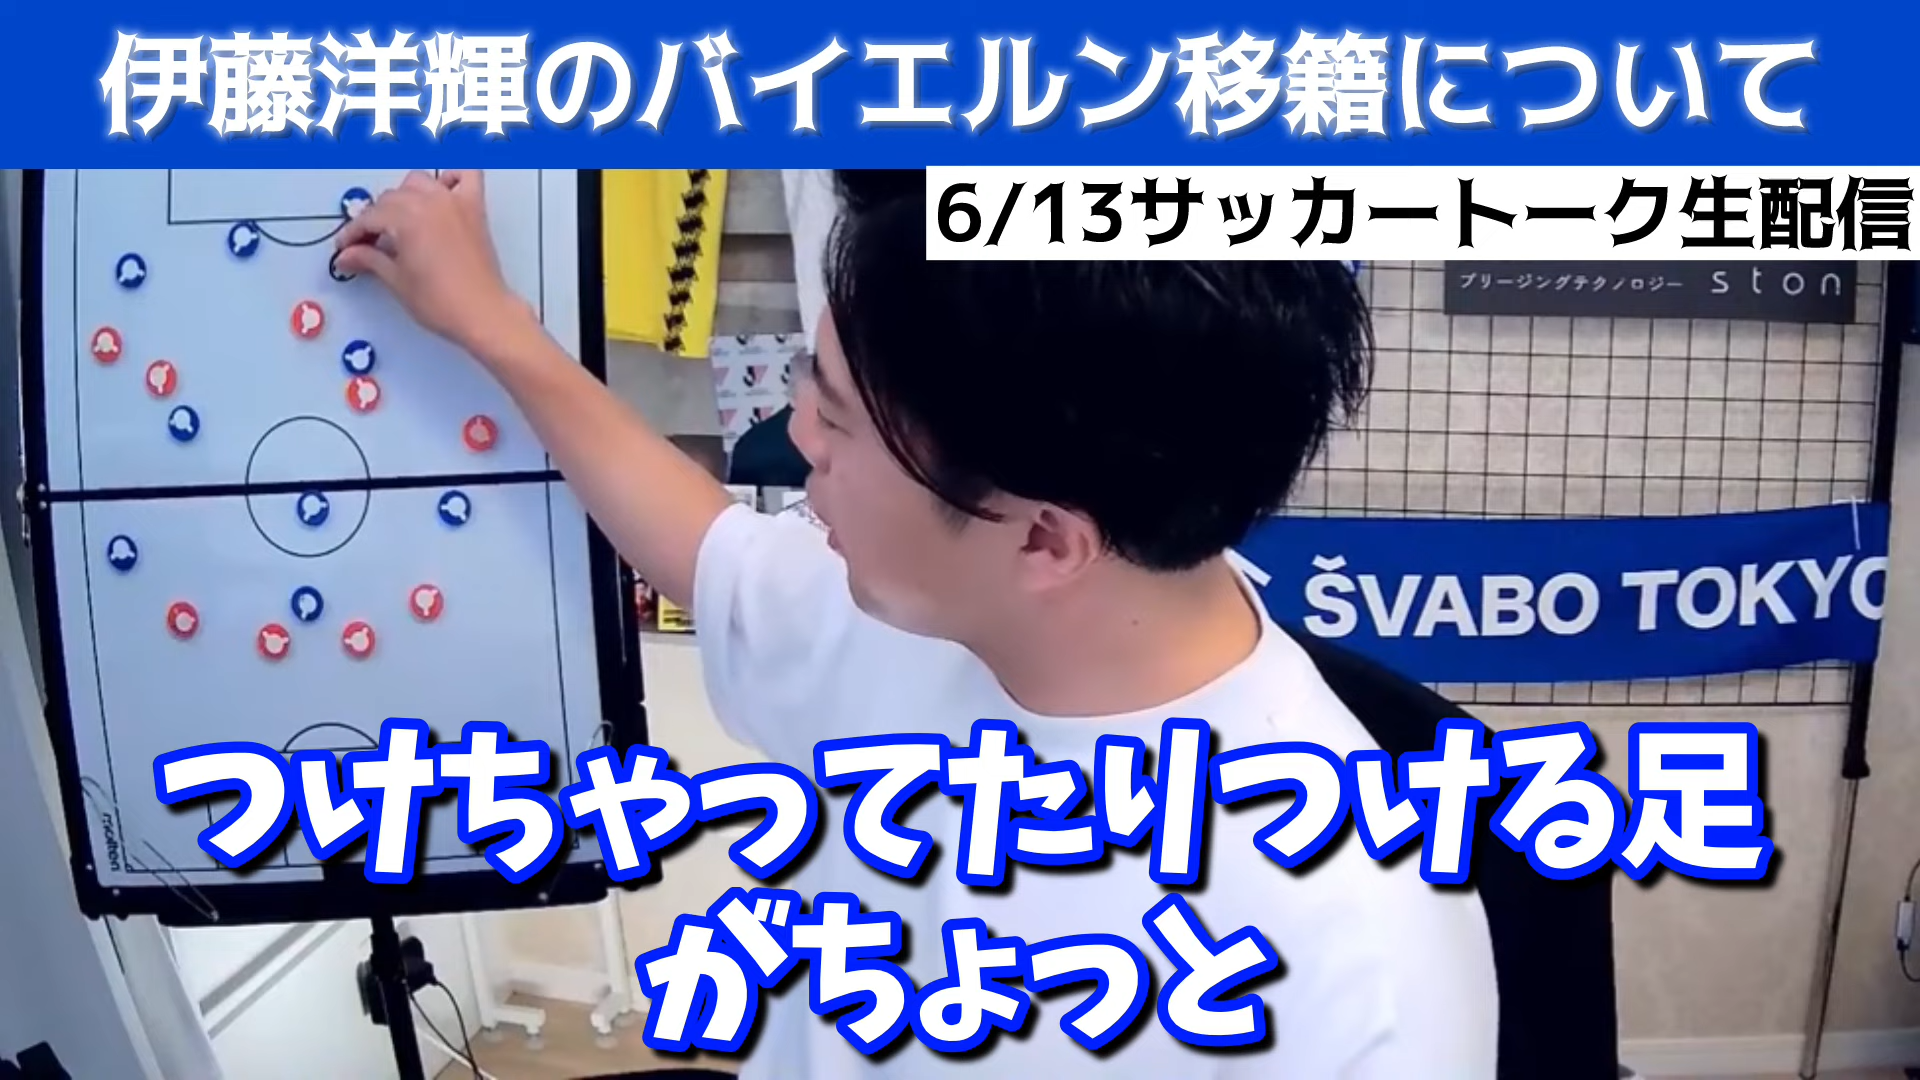 伊藤洋輝のバイエルン移籍について
6/13サッカートーク生配信
ブリージングテクノロジー ston
ŠVABO TOKYO
molten
つけちゃってたりつける足
がちょっと